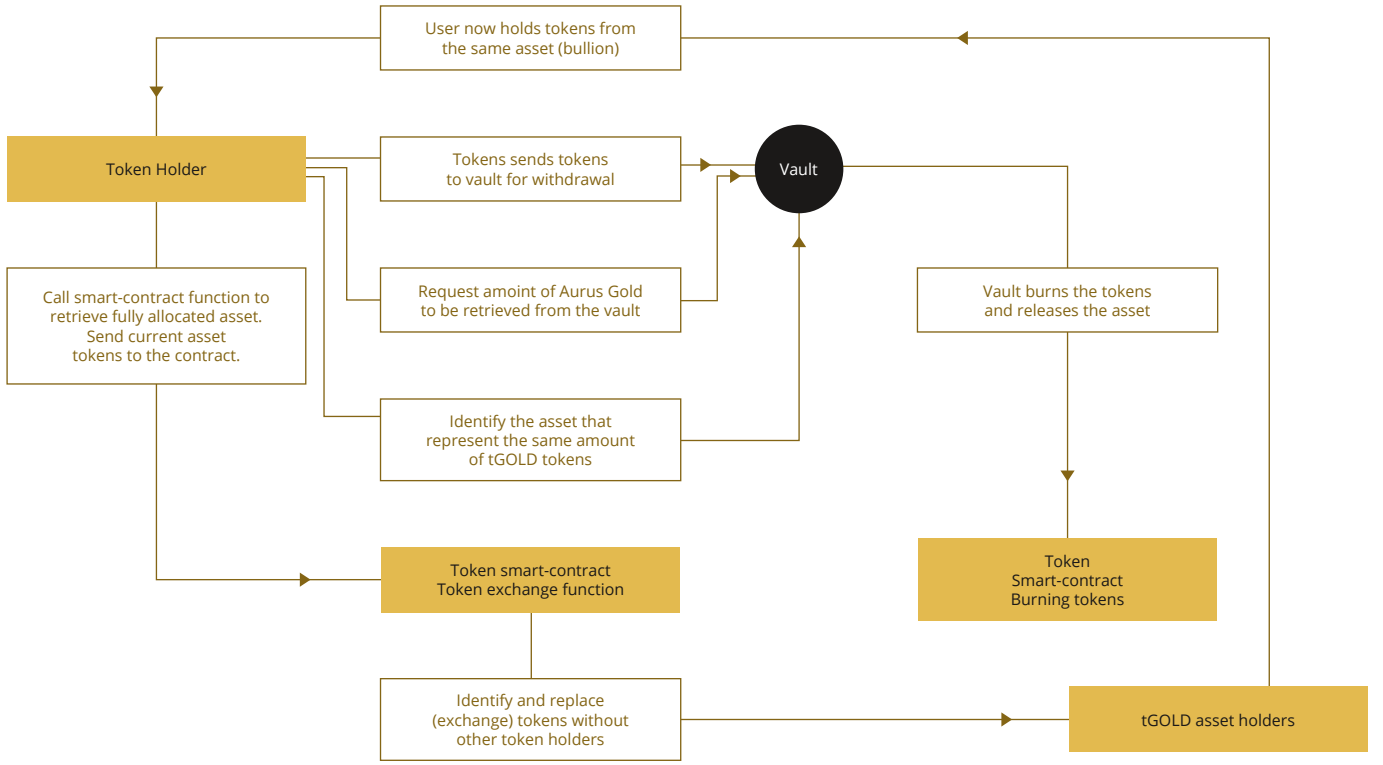 User now holds tokens from
the same asset (bullion)
Token Holder
Tokens sends tokens
to vault for withdrawal
Vault
Call smart-contract function to
retrieve fully allocated asset.
Send current asset
tokens to the contract.
Request amoint of Aurus Gold
to be retrieved from the vault
Vault burns the tokens
and releases the asset
Identify the asset that
represent the same amount
of tGOLD tokens
Token smart-contract
Token exchange function
Token
Smart-contract
Burning tokens
Identify and replace
(exchange) tokens without
other token holders
tGOLD asset holders